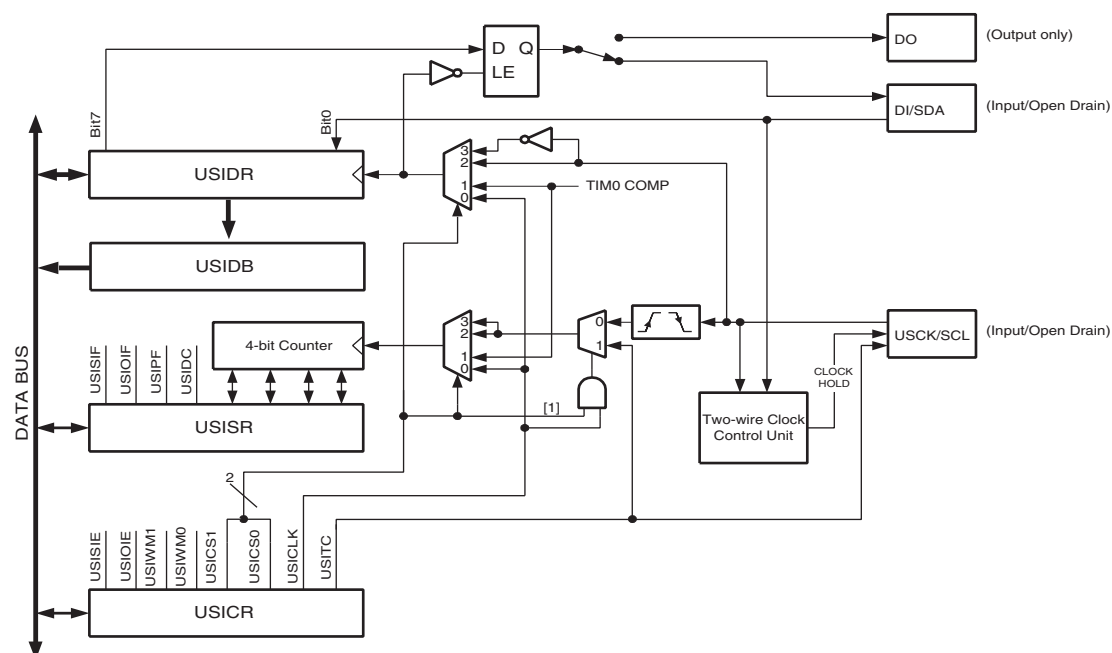 D Q
LE
DO
(Output only)
DI/SDA
(Input/Open Drain)
Bit7
Bit0
USIDR
3
2
1
0
TIM0 COMP
USIDB
DATA BUS
4-bit Counter
3
2
1
0
0
1
USCK/SCL
(Input/Open Drain)
CLOCK
HOLD
USISIF
USIOIF
USIPF
USIDC
[1]
USISR
Two-wire Clock
Control Unit
2
USISIE
USIOIE
USIWM1
USIWM0
USICS1
USICS0
USICLK
USITC
USICR